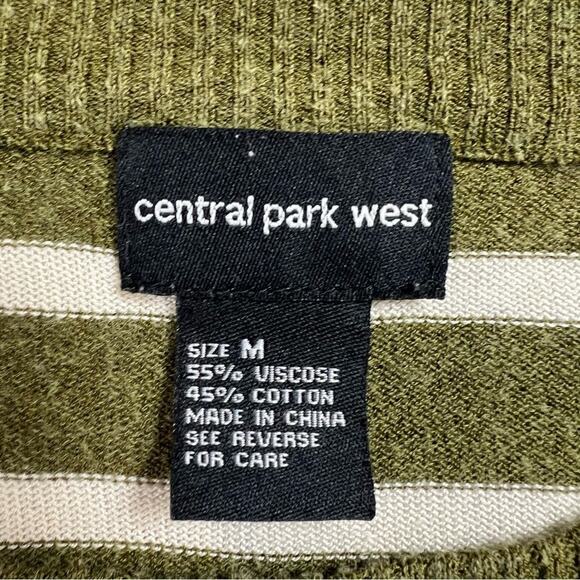 central park west
SIZE M
55% VISCOSE
45% COTTON
MADE IN CHINA
SEE REVERSE
FOR CARE